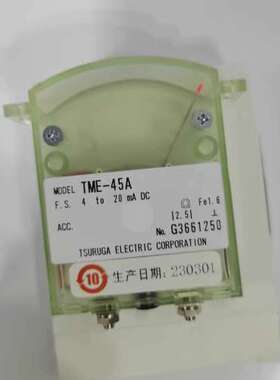 MODEL TME-45A
F.S. 4 to 20 mA DC Fe1.6
ACC. [2.5] ⊥
No. G3661250
TSURUGA ELECTRIC CORPORATION
10 生产日期: 230301